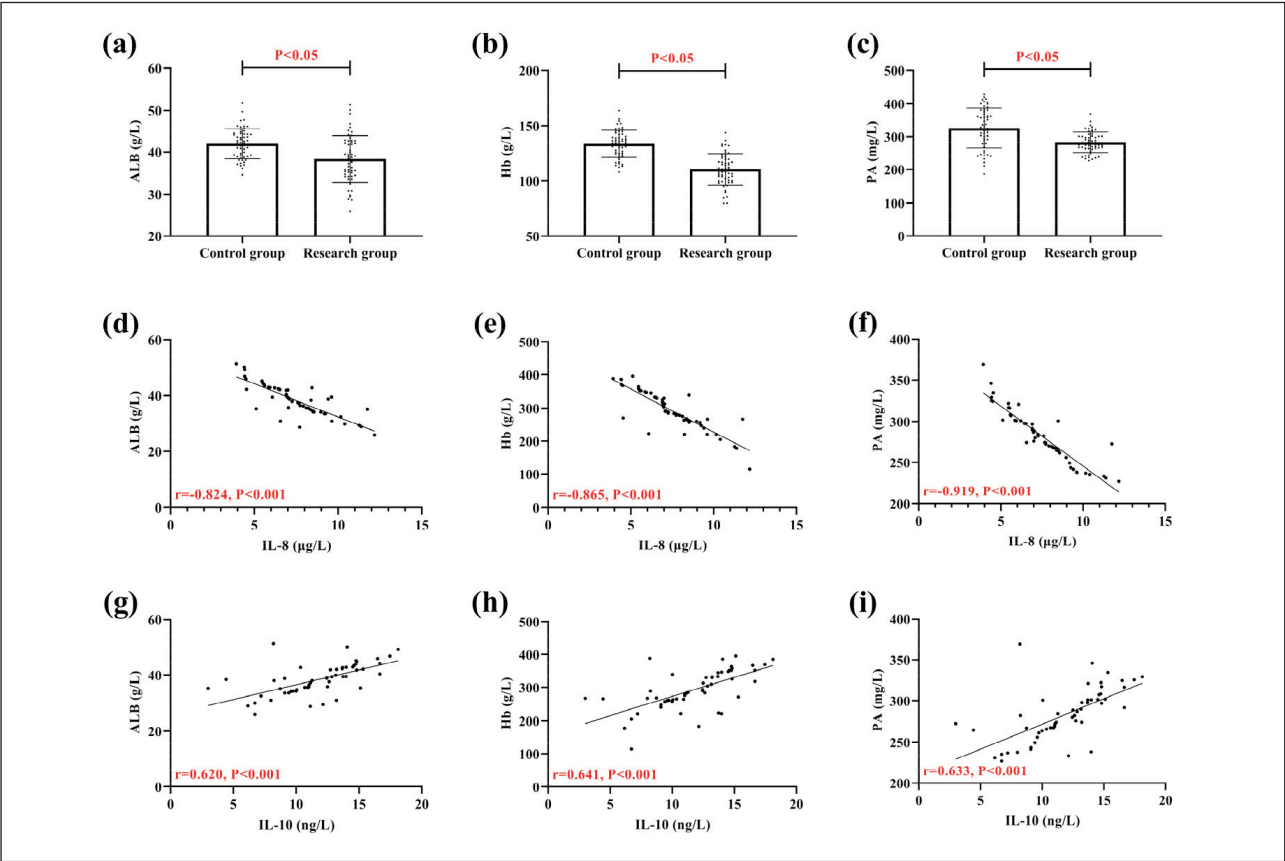 (a)
P<0.05
ALB (g/L)
60
50
40
30
20
Control group Research group
(b)
P<0.05
Hb (g/L)
200
150
100
50
Control group Research group
(c)
P<0.05
PA (mg/L)
500
400
300
200
100
0
Control group Research group
(d)
ALB (g/L)
60
40
20
0
r=-0.824, P<0.001
0 5 10 15
IL-8 (μg/L)
(e)
Hb (g/L)
500
400
300
200
100
0
r=-0.865, P<0.001
0 5 10 15
IL-8 (μg/L)
(f)
PA (mg/L)
400
350
300
250
200
r=-0.919, P<0.001
0 5 10 15
IL-8 (μg/L)
(g)
ALB (g/L)
60
40
20
0
r=0.620, P<0.001
0 5 10 15 20
IL-10 (ng/L)
(h)
Hb (g/L)
500
400
300
200
100
0
r=0.641, P<0.001
0 5 10 15 20
IL-10 (ng/L)
(i)
PA (mg/L)
400
350
300
250
200
r=0.633, P<0.001
0 5 10 15 20
IL-10 (ng/L)